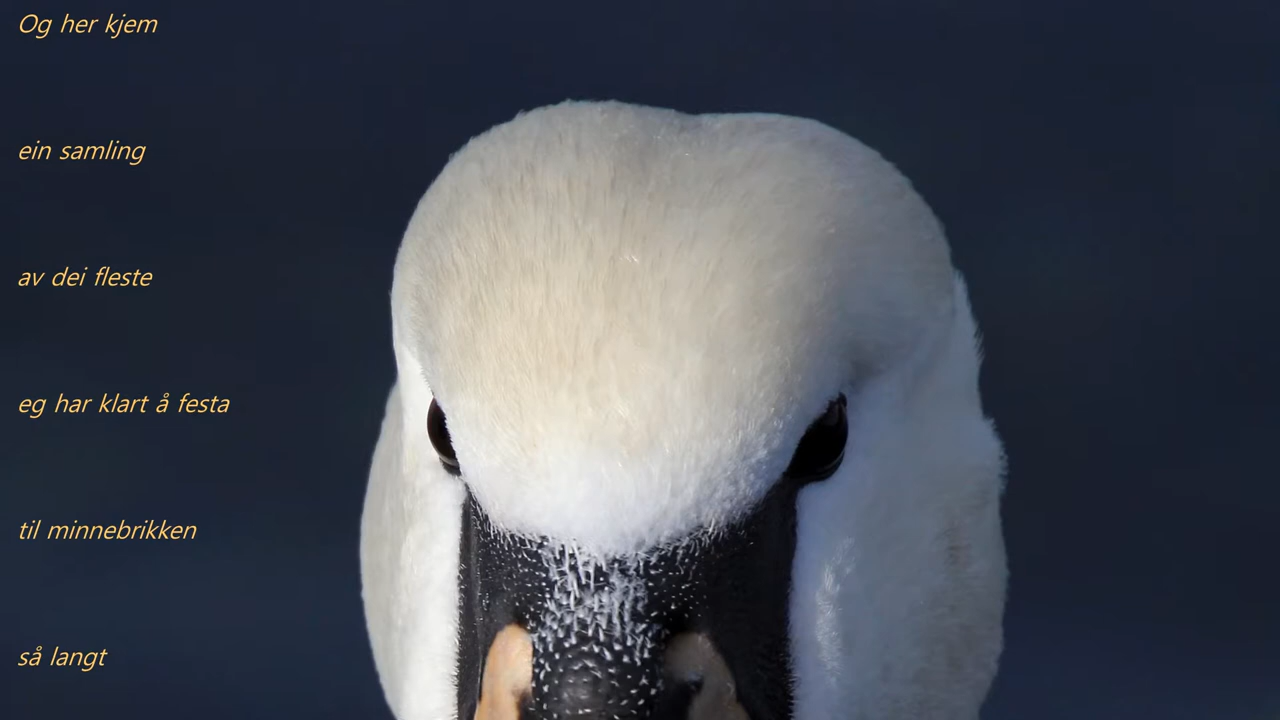 Og her kjem
ein samling
av dei fleste
eg har klart å festa
til minnebrikken
så langt